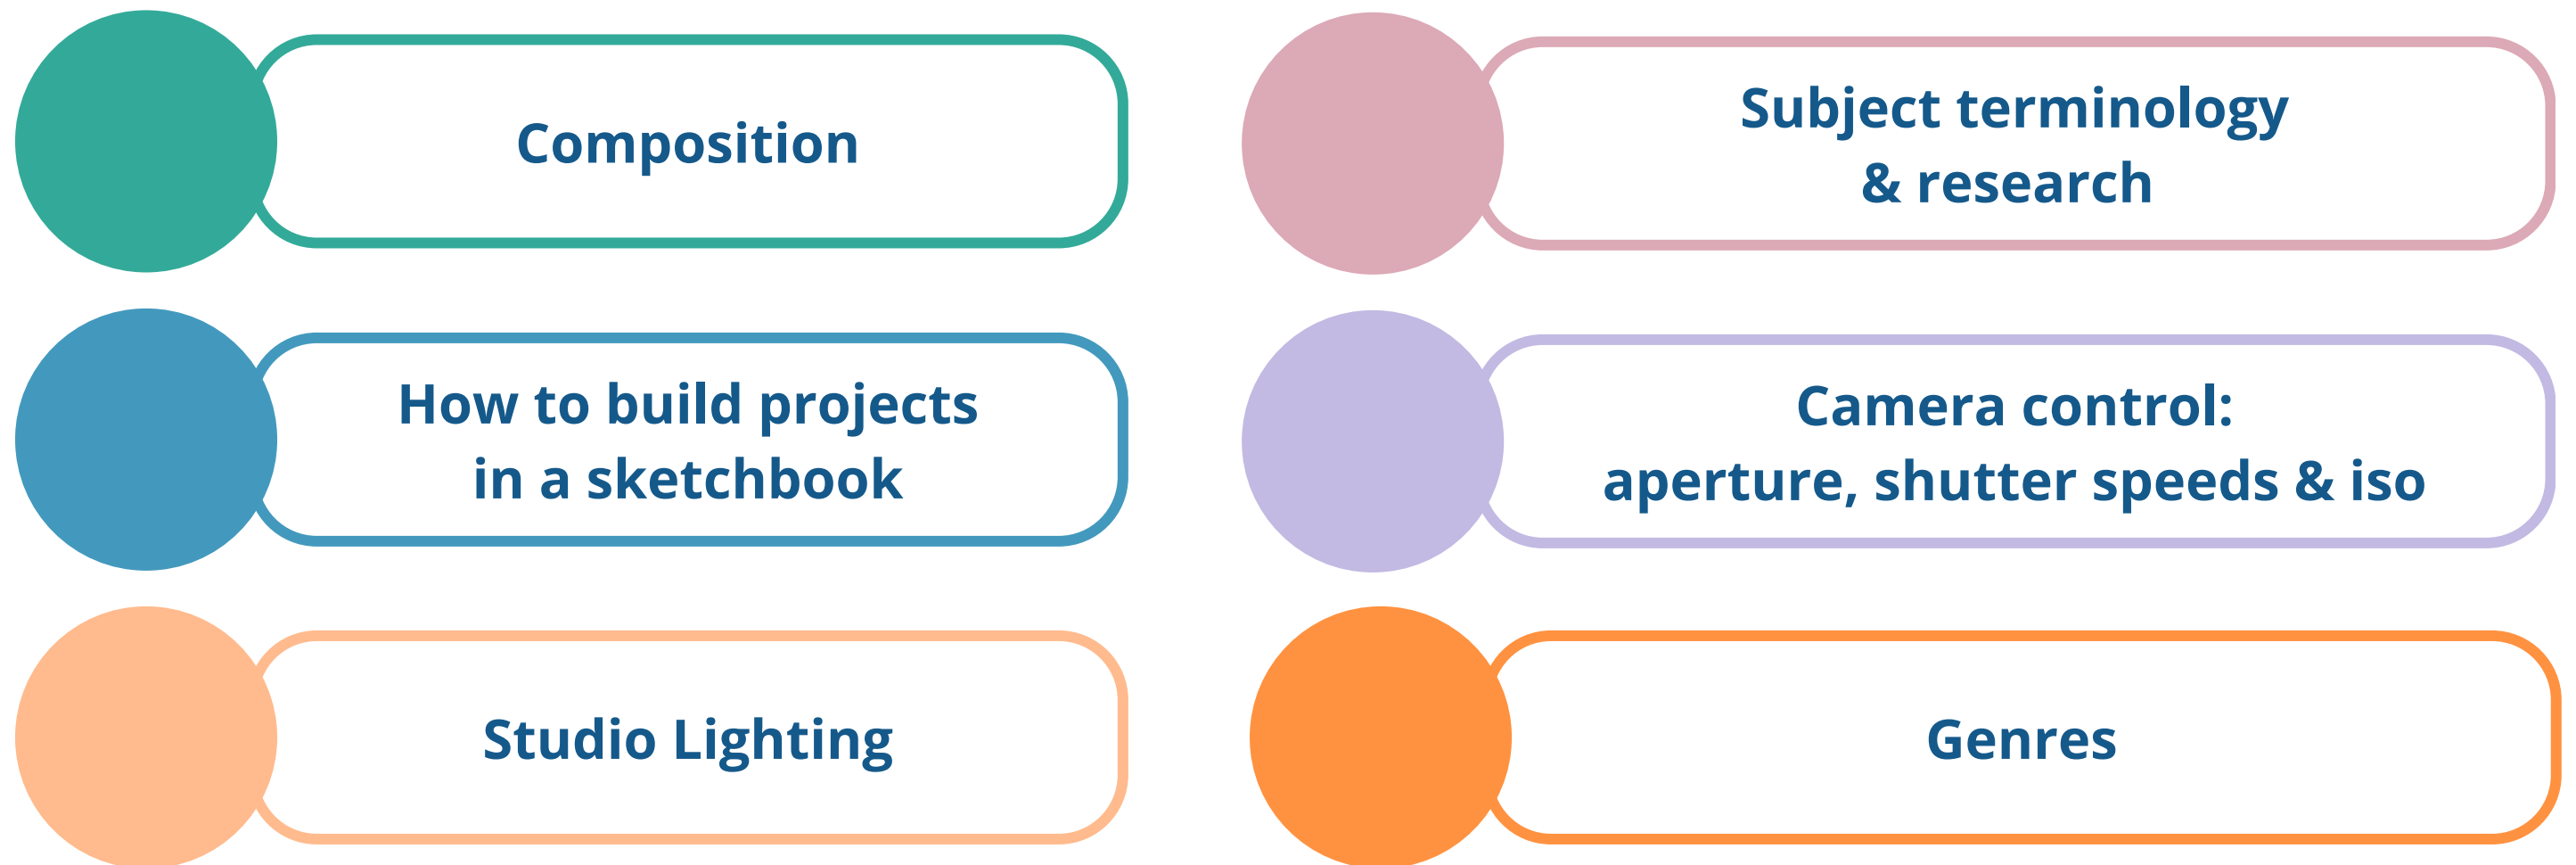 Composition
Subject terminology
& research
How to build projects
in a sketchbook
Camera control:
aperture, shutter speeds & iso
Studio Lighting
Genres